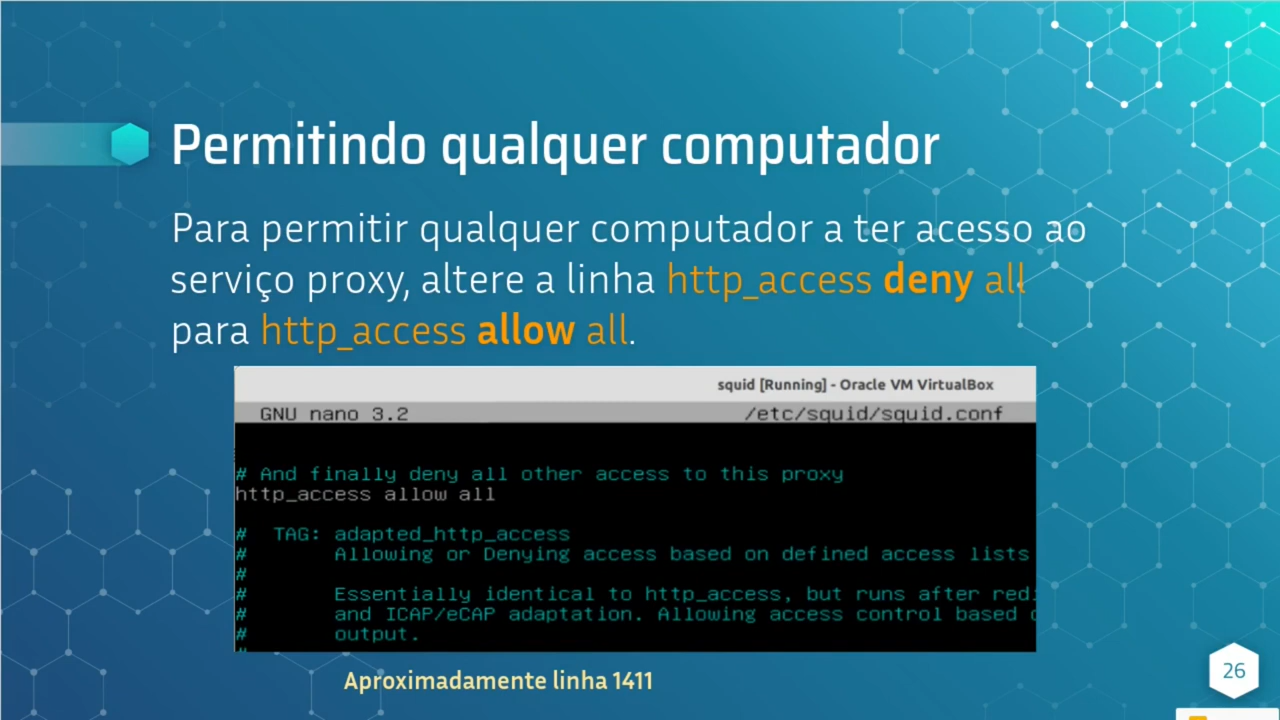 Permitindo qualquer computador
Para permitir qualquer computador a ter acesso ao
serviço proxy, altere a linha http_access deny all
para http_access allow all.
squid [Running] - Oracle VM VirtualBox
GNU nano 3.2 /etc/squid/squid.conf
# And finally deny all other access to this proxy
http_access allow all
# TAG: adapted_http_access
# Allowing or Denying access based on defined access lists
#
# Essentially identical to http_access, but runs after
# and ICAP/eCAP adaptation. Allowing access control based
# output.
Aproximadamente linha 1411
26